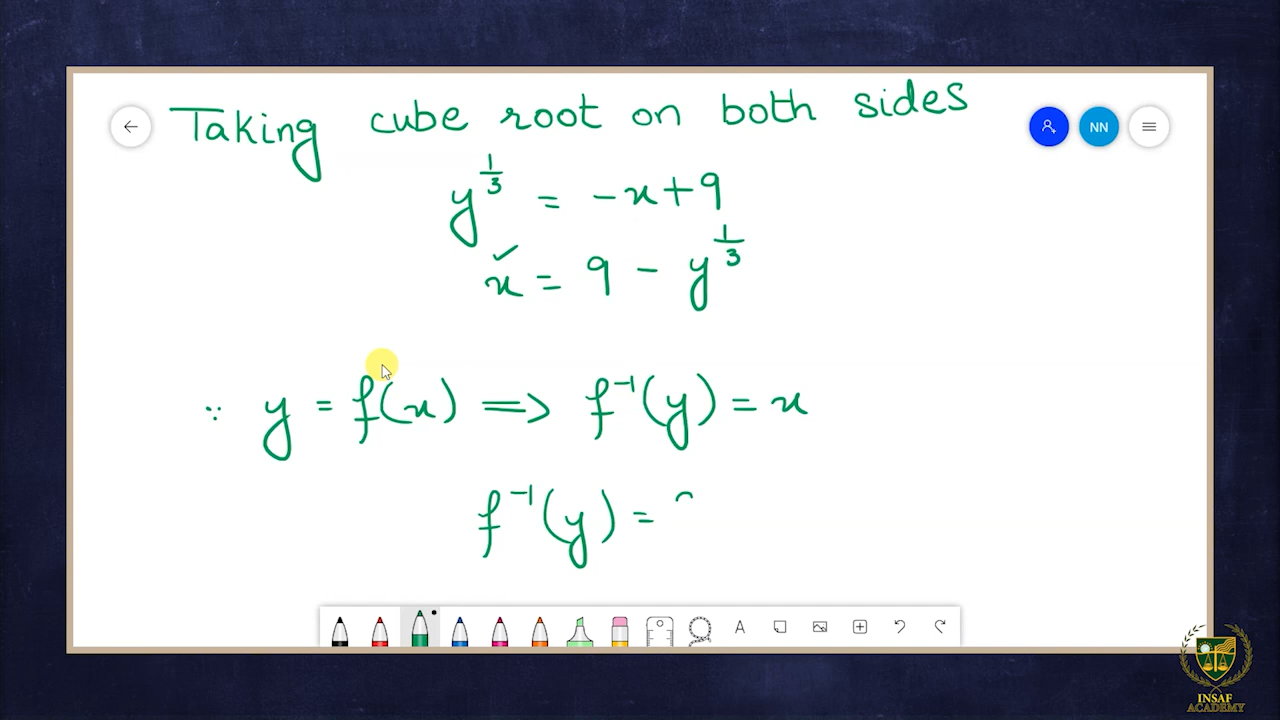 Taking cube root on both sides
y^{1/3} = -x+9
x = 9 - y^{1/3}
∵ y = f(x) ⟹ f^{-1}(y) = x
f^{-1}(y) =
NN
A
INSAF
ACADEMY